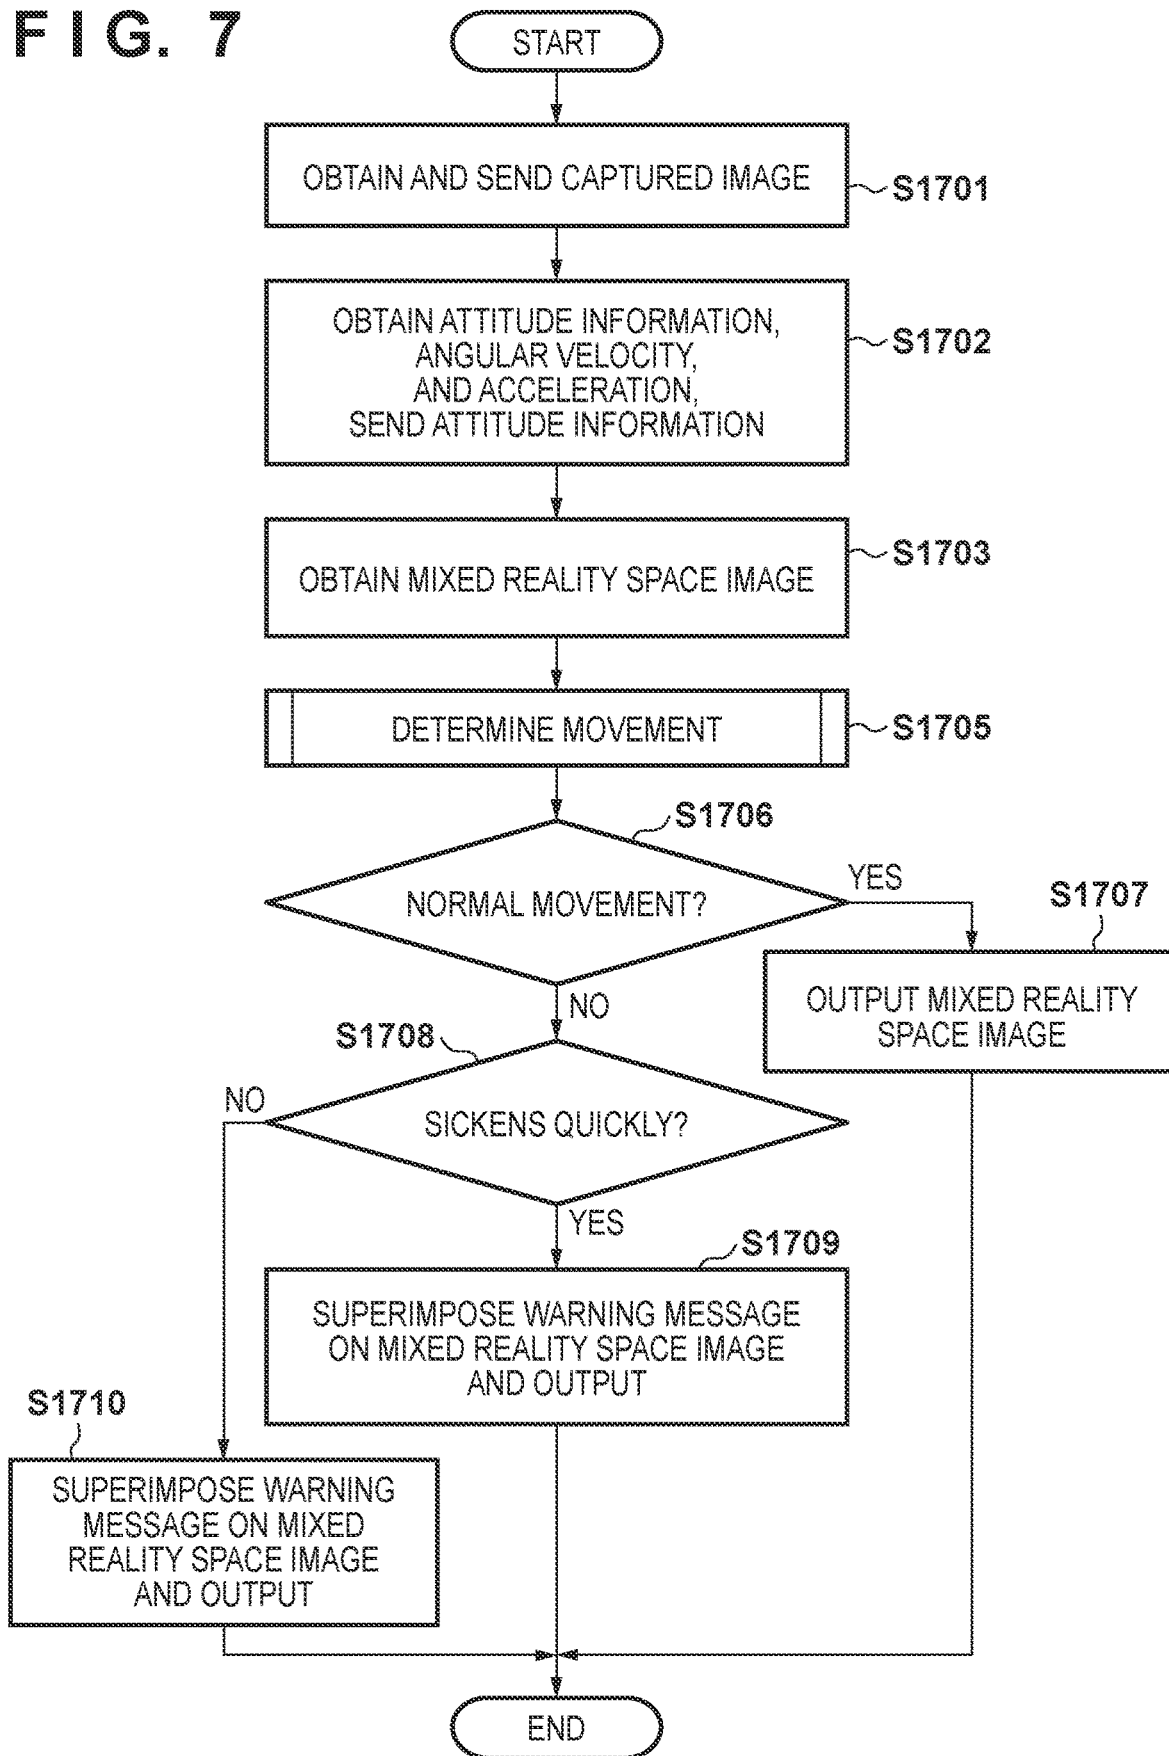 FIG. 7
START
OBTAIN AND SEND CAPTURED IMAGE
S1701
OBTAIN ATTITUDE INFORMATION,
ANGULAR VELOCITY,
AND ACCELERATION,
SEND ATTITUDE INFORMATION
S1702
OBTAIN MIXED REALITY SPACE IMAGE
S1703
DETERMINE MOVEMENT
S1705
S1706
NORMAL MOVEMENT?
YES
S1707
OUTPUT MIXED REALITY
SPACE IMAGE
NO
S1708
NO
SICKENS QUICKLY?
YES
S1709
SUPERIMPOSE WARNING MESSAGE
ON MIXED REALITY SPACE IMAGE
AND OUTPUT
S1710
SUPERIMPOSE WARNING
MESSAGE ON MIXED
REALITY SPACE IMAGE
AND OUTPUT
END